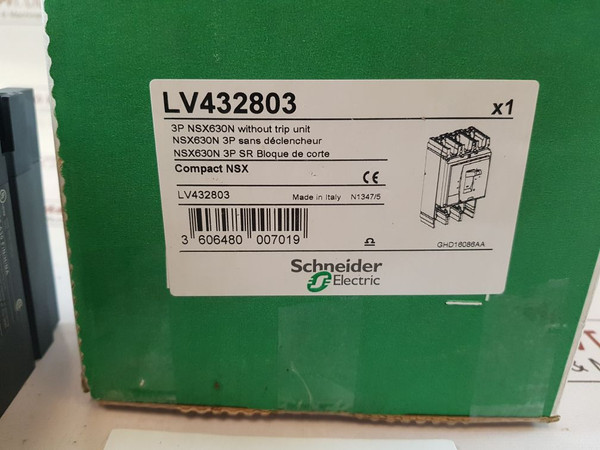 LV432803
x1
3P NSX630N without trip unit
NSX630N 3P sans déclencheur
NSX630N 3P SR Bloque de corte
Compact NSX
CE
LV432803
Made in Italy
N1347/5
3 606480 007019
GHD16086AA
Schneider
Electric